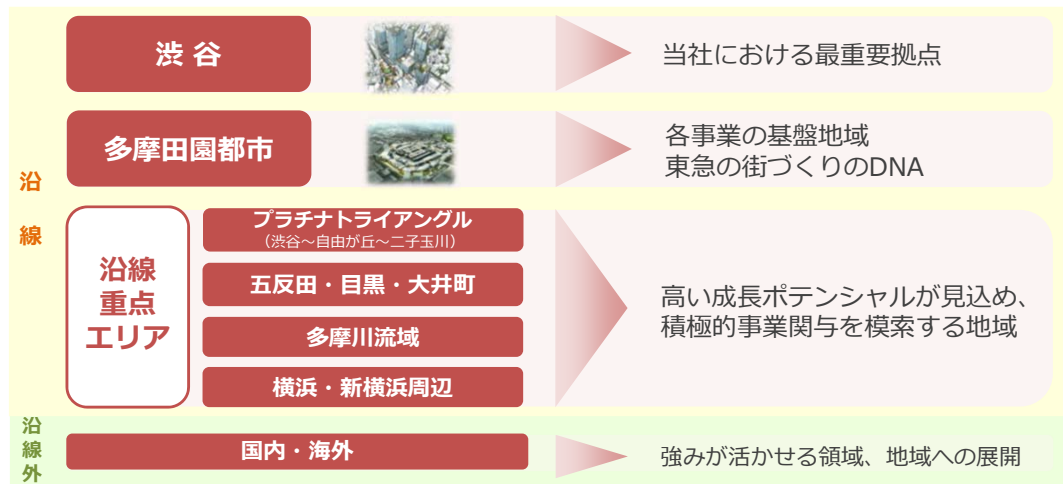 渋谷
当社における最重要拠点
多摩田園都市
各事業の基盤地域
東急の街づくりのDNA
沿
線
沿線
重点
エリア
プラチナトライアングル
（渋谷～自由が丘～二子玉川）
五反田・目黒・大井町
多摩川流域
横浜・新横浜周辺
高い成長ポテンシャルが見込め、
積極的事業関与を模索する地域
沿
線
外
国内・海外
強みが活かせる領域、地域への展開